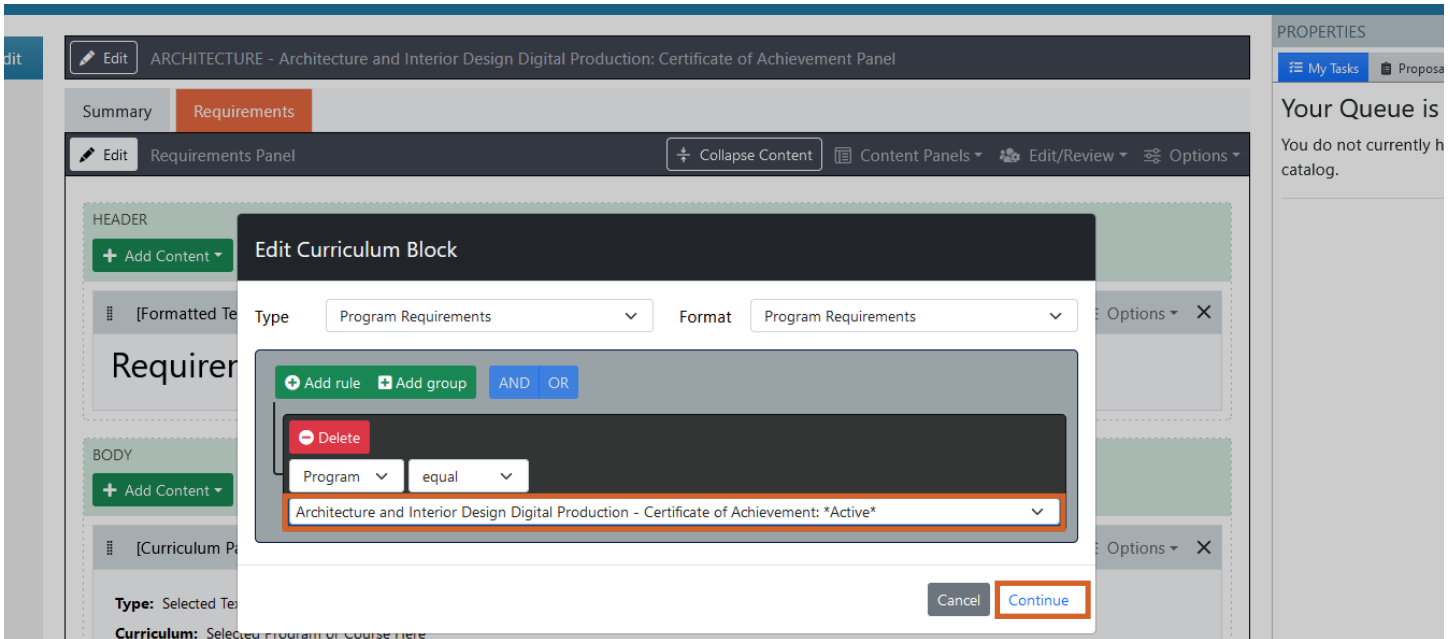 PROPERTIES
dit
Edit ARCHITECTURE - Architecture and Interior Design Digital Production: Certificate of Achievement Panel
My Tasks Proposa
Summary Requirements
Your Queue is
Edit Requirements Panel Collapse Content Content Panels Edit/Review Options
You do not currently h
catalog.
HEADER
Add Content
Edit Curriculum Block
[Formatted Te
Type Program Requirements Format Program Requirements
Options
Requirer
Add rule Add group AND OR
Delete
BODY
Program equal
Add Content
Architecture and Interior Design Digital Production - Certificate of Achievement: *Active*
[Curriculum Pa
Options
Type: Selected Tex
Cancel Continue
Curriculum: Selected Program or Course Here